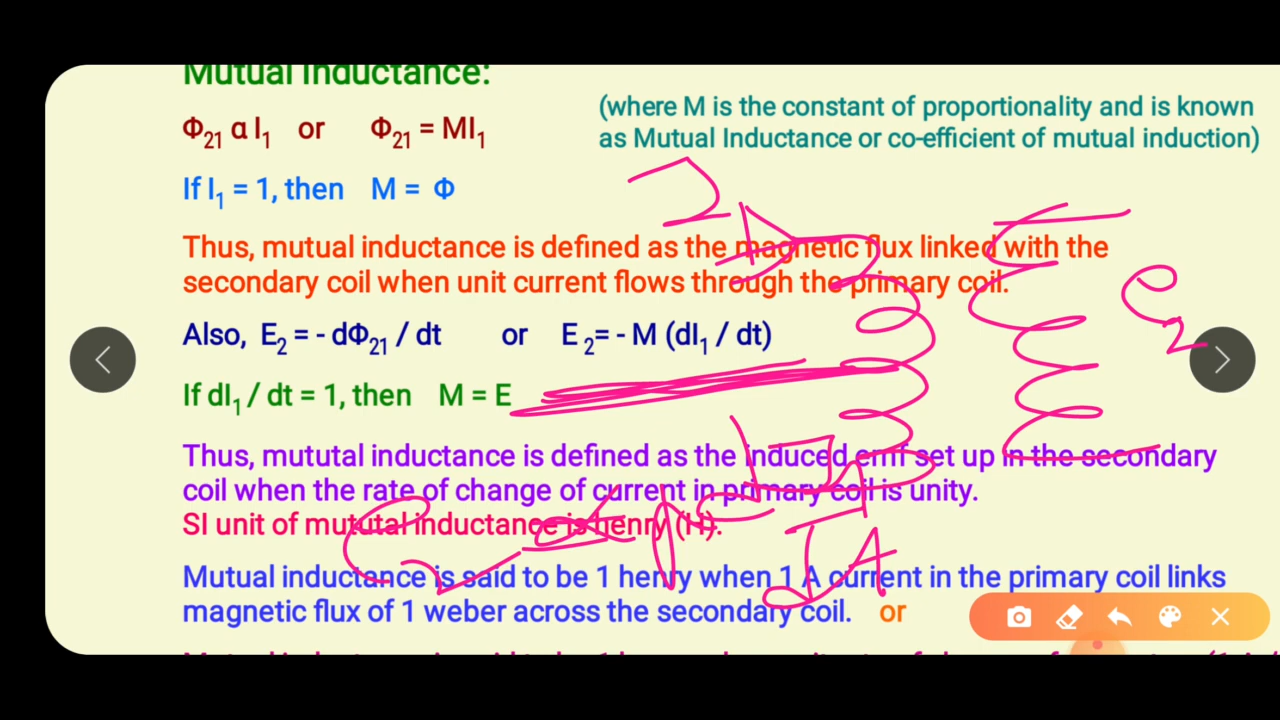 Mutual Inductance:
Φ21 α I1 or Φ21 = MI1
(where M is the constant of proportionality and is known
as Mutual Inductance or co-efficient of mutual induction)
If I1 = 1, then M = Φ
Thus, mutual inductance is defined as the magnetic flux linked with the
secondary coil when unit current flows through the primary coil.
Also, E2 = - dΦ21 / dt or E2 = - M (dI1 / dt)
If dI1 / dt = 1, then M = E
Thus, mututal inductance is defined as the induced emf set up in the secondary
coil when the rate of change of current in primary coil is unity.
SI unit of mututal inductance is henry (H).
Mutual inductance is said to be 1 henry when 1 A current in the primary coil links
magnetic flux of 1 weber across the secondary coil. or
e2